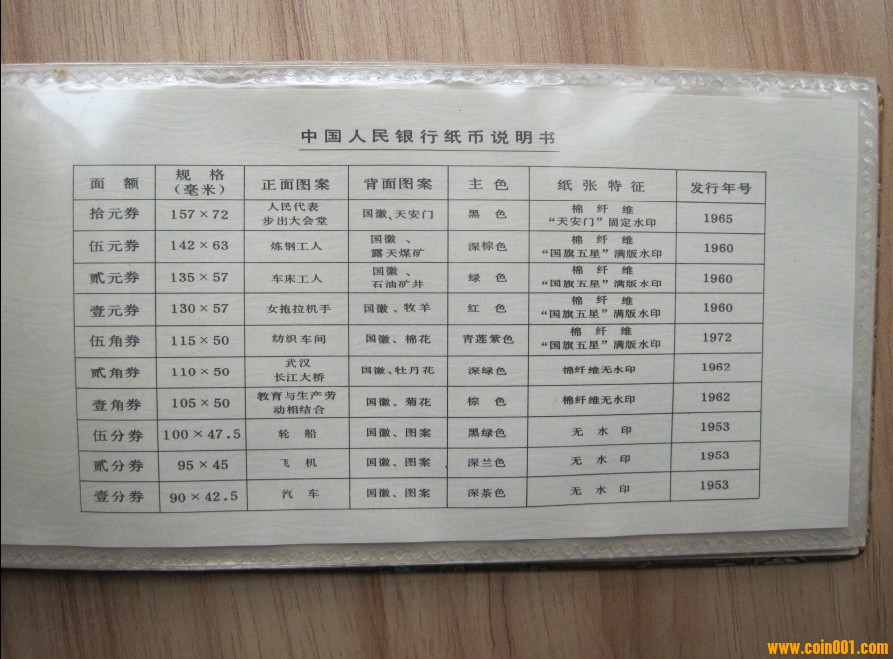 中国人民银行纸币说明书
面 额 规 格（毫米） 正面图案 背面图案 主 色 纸 张 特 征 发行年号
拾元券 157×72 人民代表步出大会堂 国徽、天安门 黑 色 棉 纤 维“天安门”固定水印 1965
伍元券 142×63 炼钢工人 国徽、露天煤矿 深棕色 棉 纤 维“国旗五星”满版水印 1960
贰元券 135×57 车床工人 国徽、石油矿井 绿 色 棉 纤 维“国旗五星”满版水印 1960
壹元券 130×57 女拖拉机手 国徽、牧羊 红 色 棉 纤 维“国旗五星”满版水印 1960
伍角券 115×50 纺织车间 国徽、棉花 青莲紫色 棉 纤 维“国旗五星”满版水印 1972
贰角券 110×50 武汉长江大桥 国徽、牡丹花 深绿色 棉纤维无水印 1962
壹角券 105×50 教育与生产劳动相结合 国徽、菊花 棕 色 棉纤维无水印 1962
伍分券 100×47.5 轮 船 国徽、图案 黑绿色 无 水 印 1953
贰分券 95×45 飞 机 国徽、图案 深兰色 无 水 印 1953
壹分券 90×42.5 汽 车 国徽、图案 深茶色 无 水 印 1953
www.coin001.com